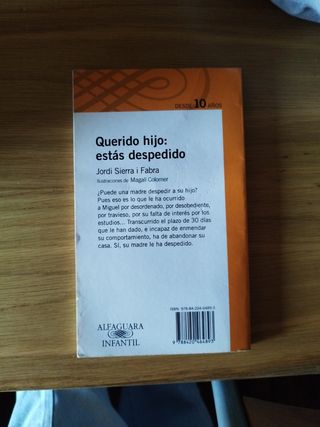 DESDE 10 AÑOS
Querido hijo:
estás despedido
Jordi Sierra i Fabra
Ilustraciones de Magali Colomer
¿Puede una madre despedir a su hijo?
Pues eso es lo que le ha ocurrido
a Miguel por desordenado, por desobediente,
por travieso, por su falta de interés por los
estudios... Transcurrido el plazo de 30 días
que le han dado, e incapaz de enmendar
su comportamiento, ha de abandonar su
casa. Sí, su madre le ha despedido.
ALFAGUARA
INFANTIL
9 788420 464893